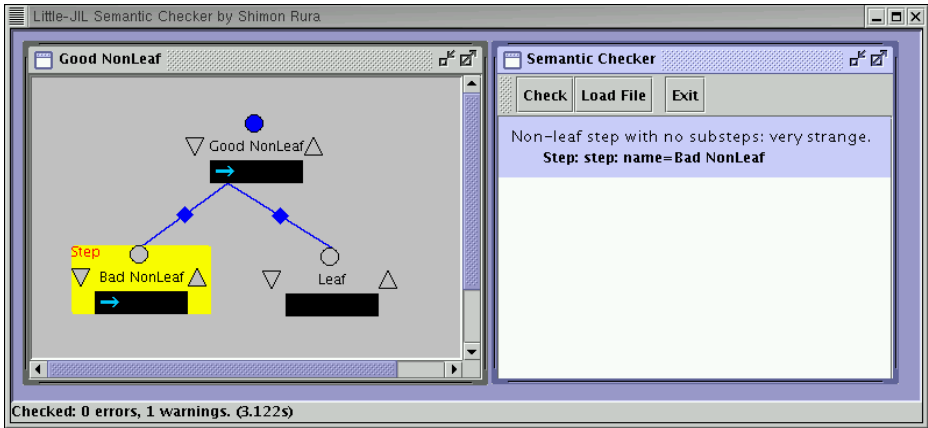 Little-JIL Semantic Checker by Shimon Rura
Good NonLeaf
Good NonLeaf
Step
Bad NonLeaf
Leaf
Semantic Checker
Check Load File Exit
Non-leaf step with no substeps: very strange.
Step: step: name=Bad NonLeaf
Checked: 0 errors, 1 warnings. (3.122s)